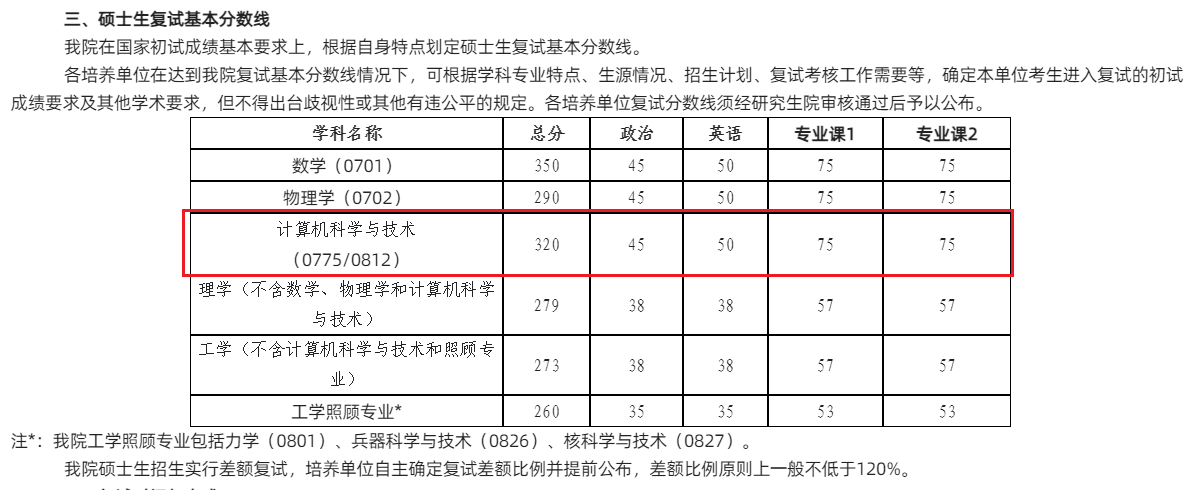 三、硕士生复试基本分数线
我院在国家初试成绩基本要求上，根据自身特点划定硕士生复试基本分数线。
各培养单位在达到我院复试基本分数线情况下，可根据学科专业特点、生源情况、招生计划、复试考核工作需要等，确定本单位考生进入复试的初试
成绩要求及其他学术要求，但不得出台歧视性或其他有违公平的规定。各培养单位复试分数线须经研究生院审核通过后予以公布。
学科名称 总分 政治 英语 专业课1 专业课2
数学（0701） 350 45 50 75 75
物理学（0702） 290 45 50 75 75
计算机科学与技术
（0775/0812） 320 45 50 75 75
理学（不含数学、物理学和计算机科学
与技术） 279 38 38 57 57
工学（不含计算机科学与技术和照顾专
业） 273 38 38 57 57
工学照顾专业* 260 35 35 53 53
注*：我院工学照顾专业包括力学（0801）、兵器科学与技术（0826）、核科学与技术（0827）。
我院硕士生招生实行差额复试，培养单位自主确定复试差额比例并提前公布，差额比例原则上一般不低于120%。